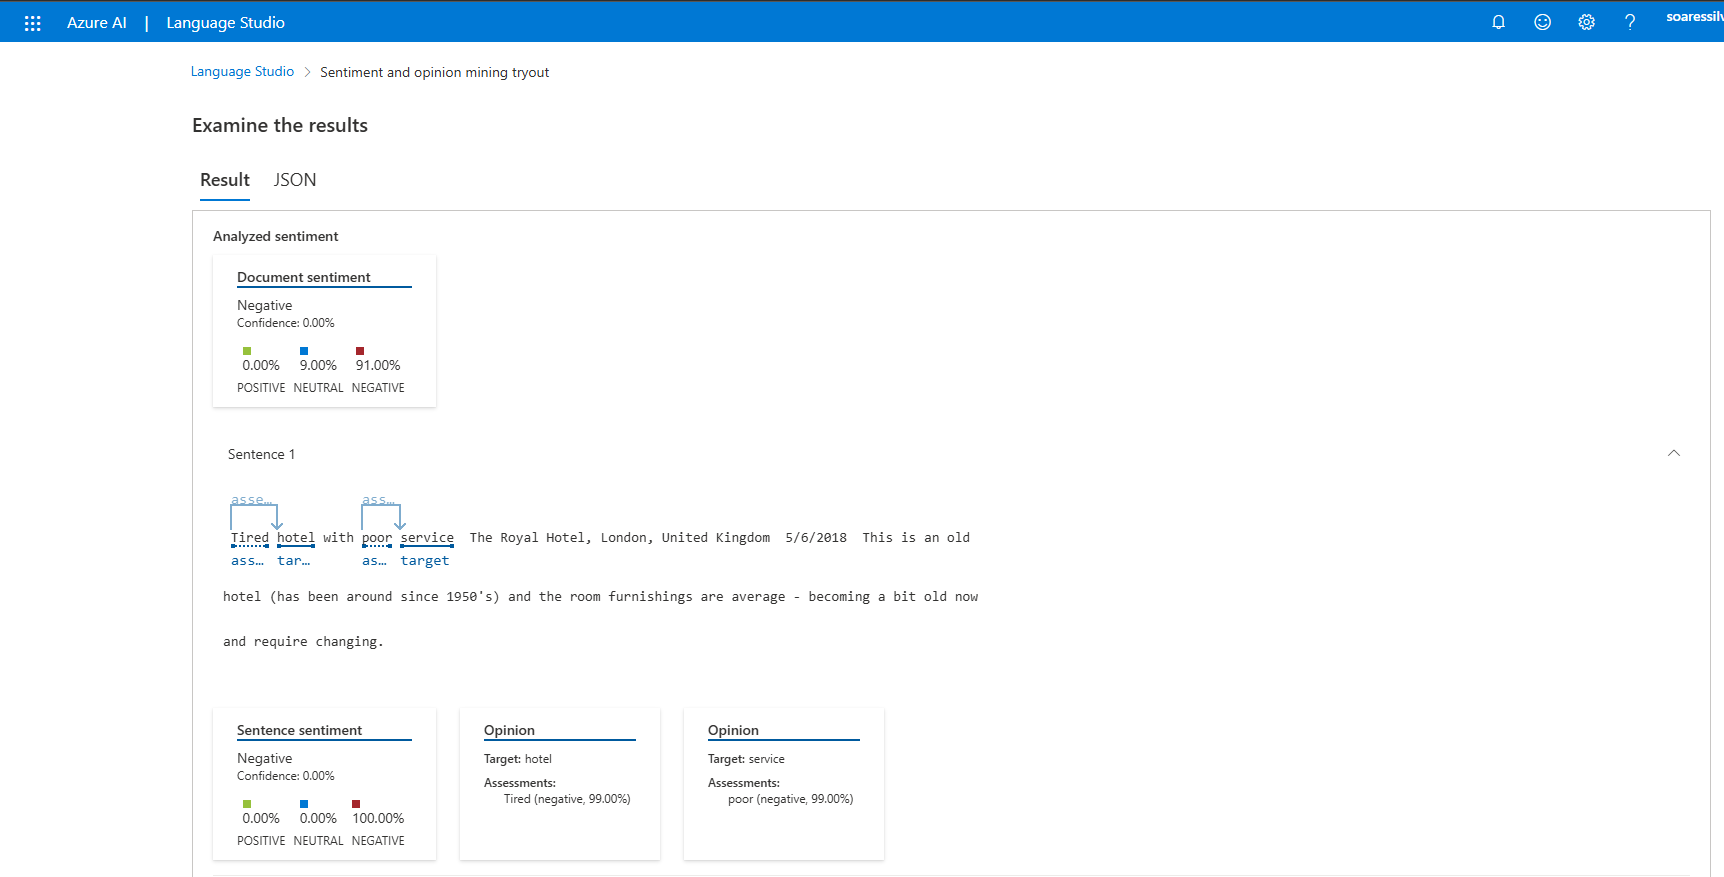 Azure AI | Language Studio
soaressilv
Language Studio > Sentiment and opinion mining tryout
Examine the results
Result JSON
Analyzed sentiment
Document sentiment
Negative
Confidence: 0.00%
0.00% 9.00% 91.00%
POSITIVE NEUTRAL NEGATIVE
Sentence 1
asse... ass...
Tired hotel with poor service The Royal Hotel, London, United Kingdom 5/6/2018 This is an old
ass... tar... as... target
hotel (has been around since 1950's) and the room furnishings are average - becoming a bit old now
and require changing.
Sentence sentiment
Negative
Confidence: 0.00%
0.00% 0.00% 100.00%
POSITIVE NEUTRAL NEGATIVE
Opinion
Target: hotel
Assessments:
Tired (negative, 99.00%)
Opinion
Target: service
Assessments:
poor (negative, 99.00%)